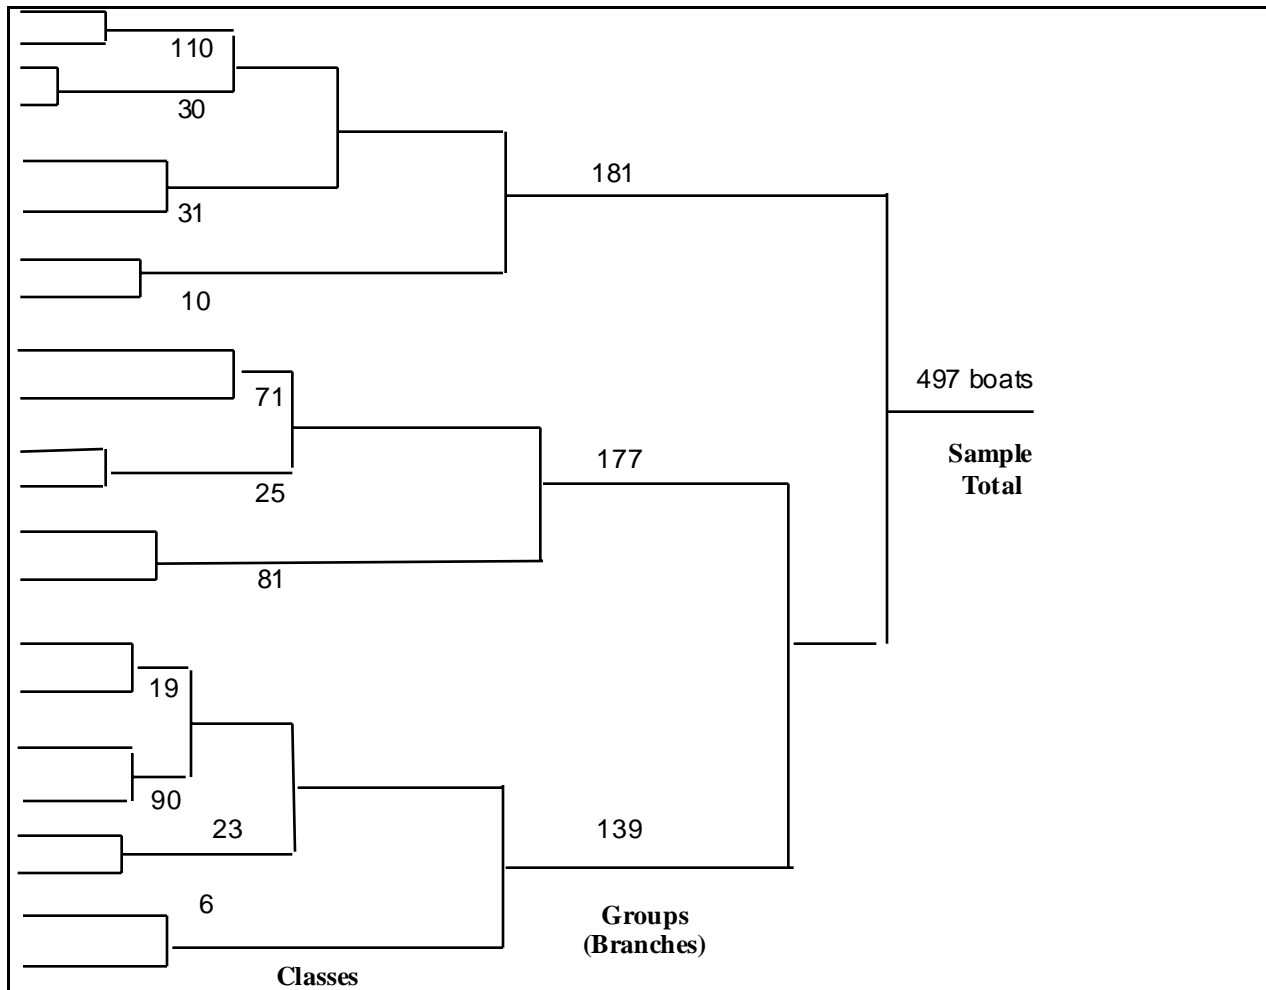 110
30
181
31
10
497 boats
71
Sample
Total
177
25
81
19
90
23
139
6
Groups
(Branches)
Classes